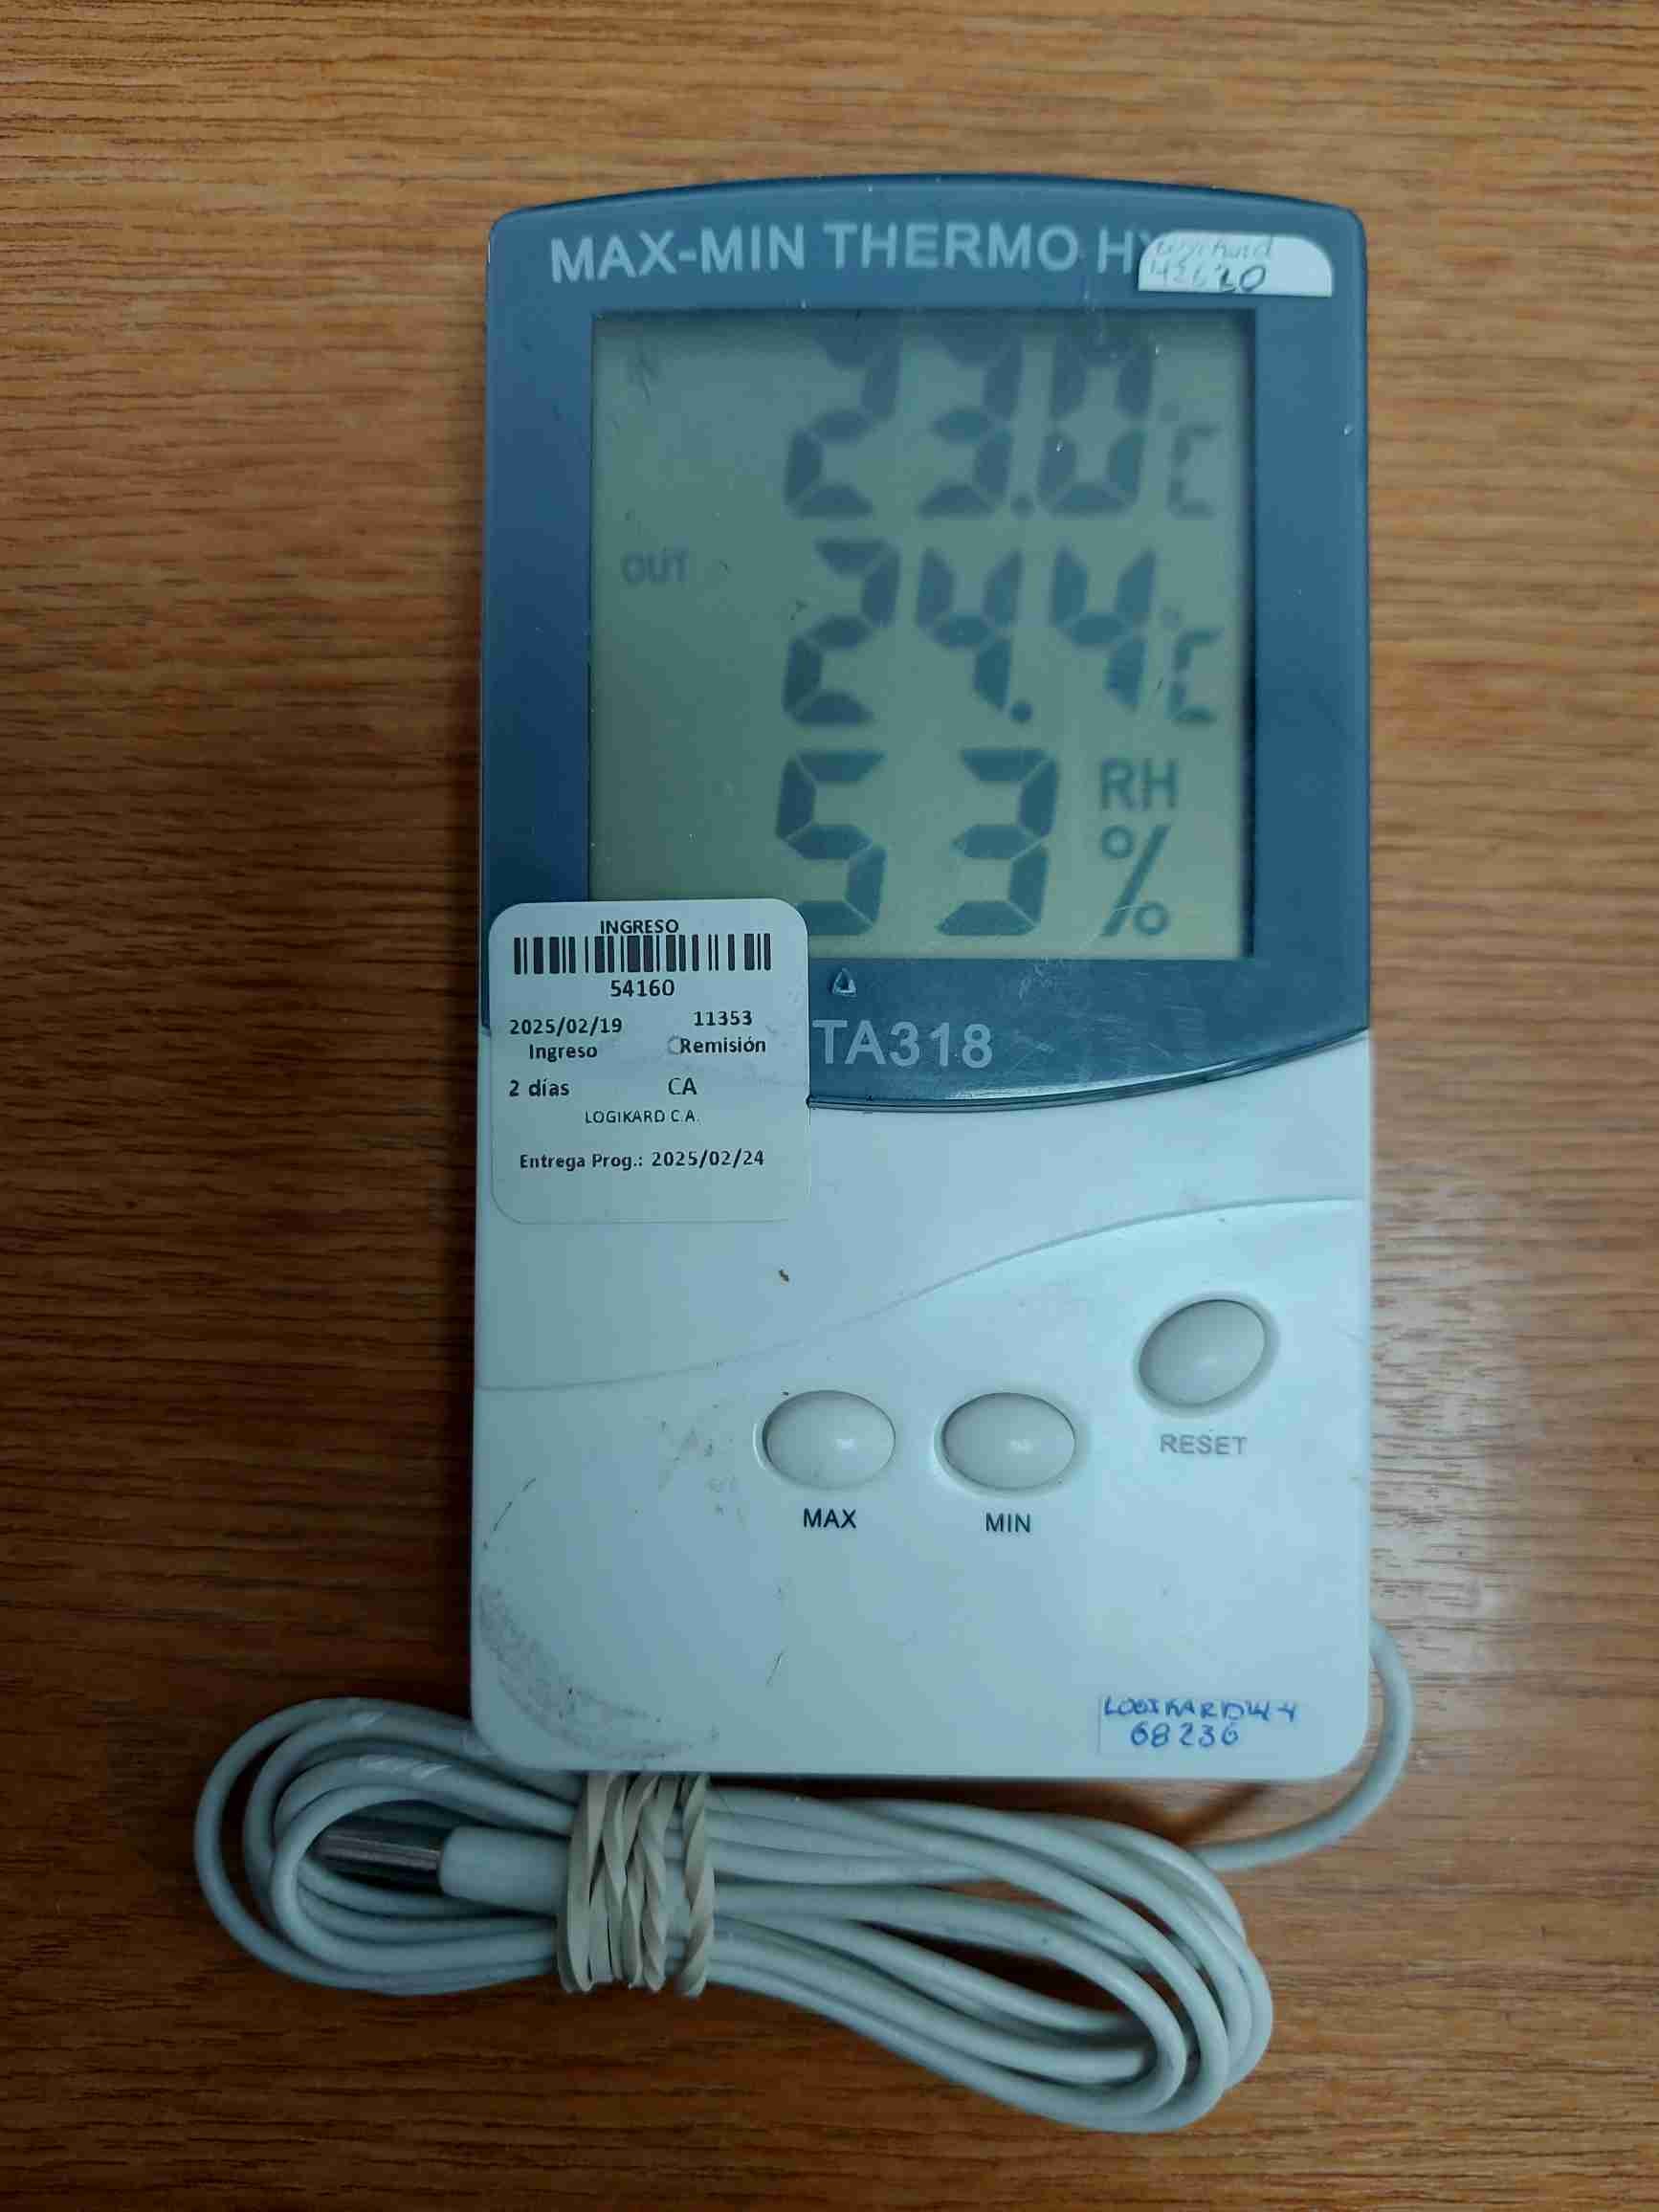 MAX-MIN THERMO HY
20
23.0 °C
OUT
24.4 °C
53 RH %
INGRESO
54160
2025/02/19 11353
Ingreso Remisión
2 días CA
LOGIKARD C.A.
Entrega Prog.: 2025/02/24
TA318
RESET
MAX MIN
68236